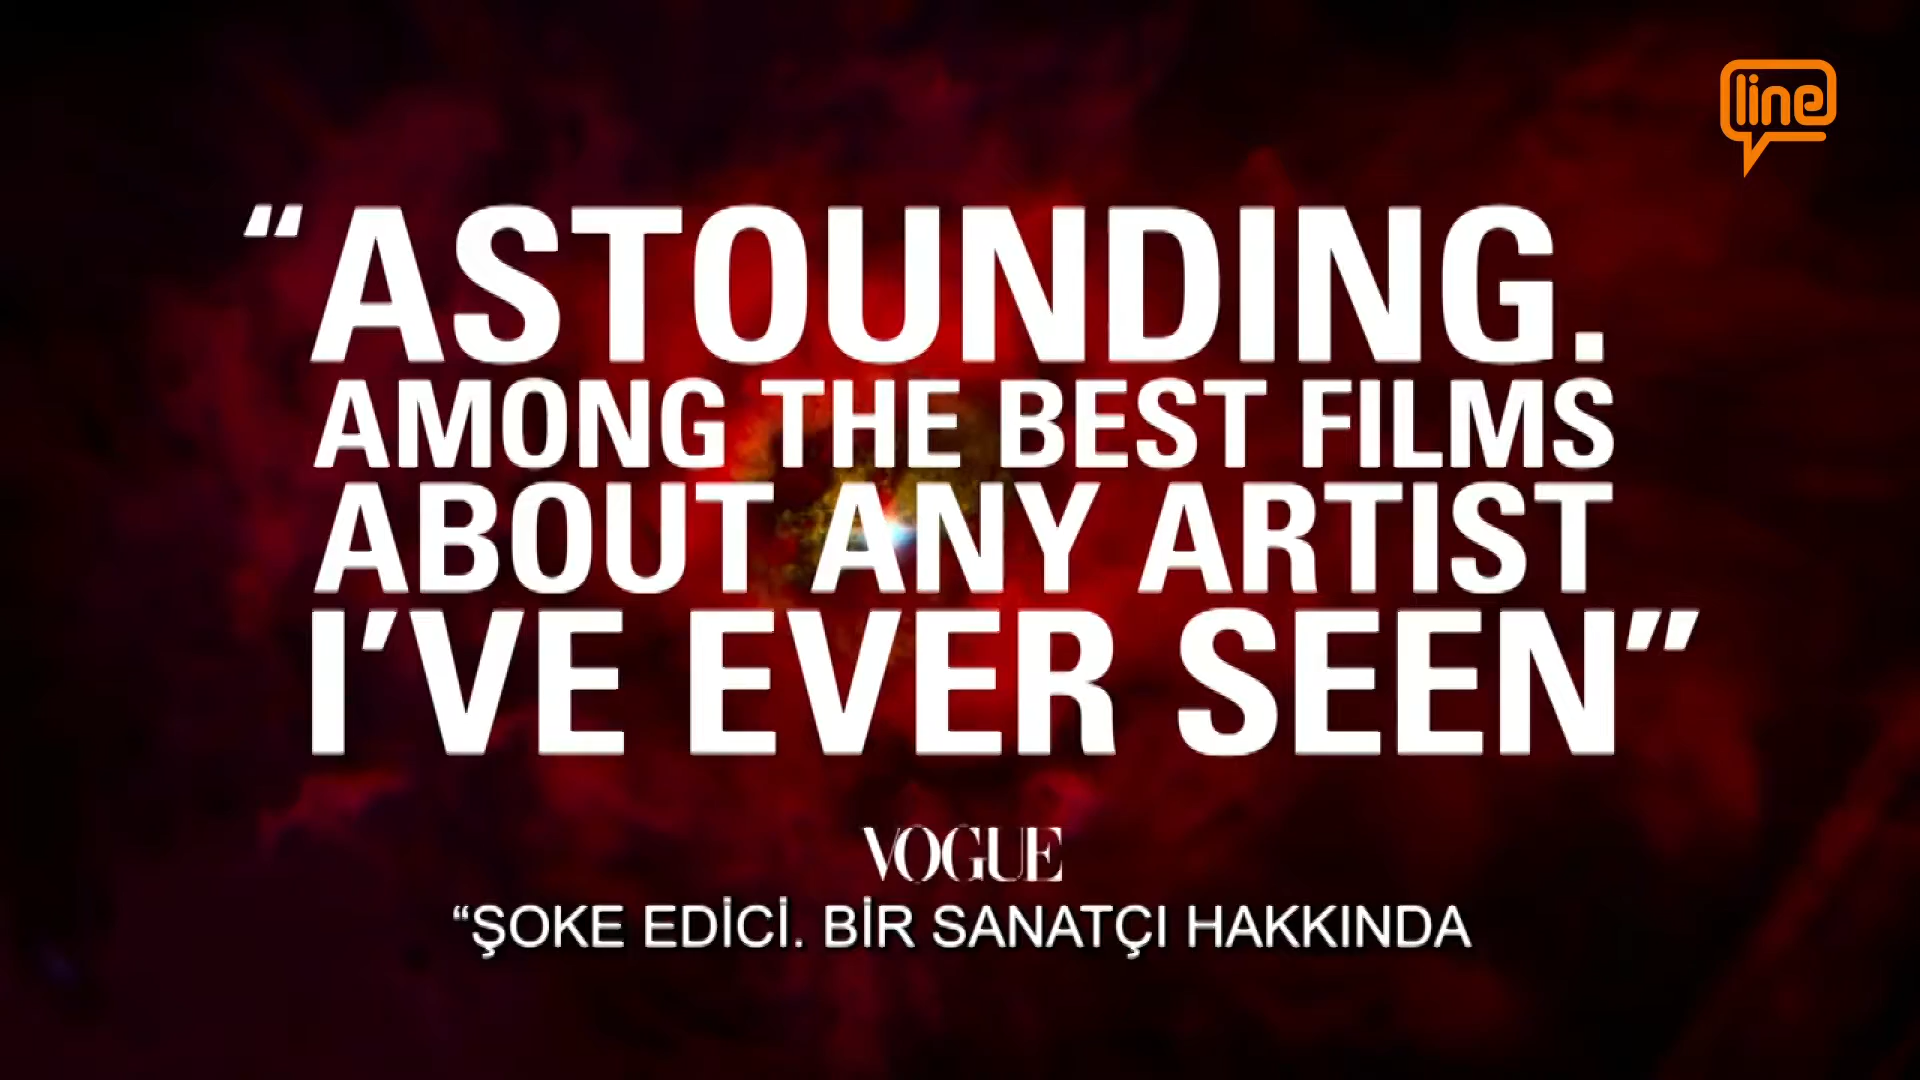 line
“ASTOUNDING.
AMONG THE BEST FILMS
ABOUT ANY ARTIST
I’VE EVER SEEN”
VOGUE
“ŞOKE EDİCİ. BİR SANATÇI HAKKINDA